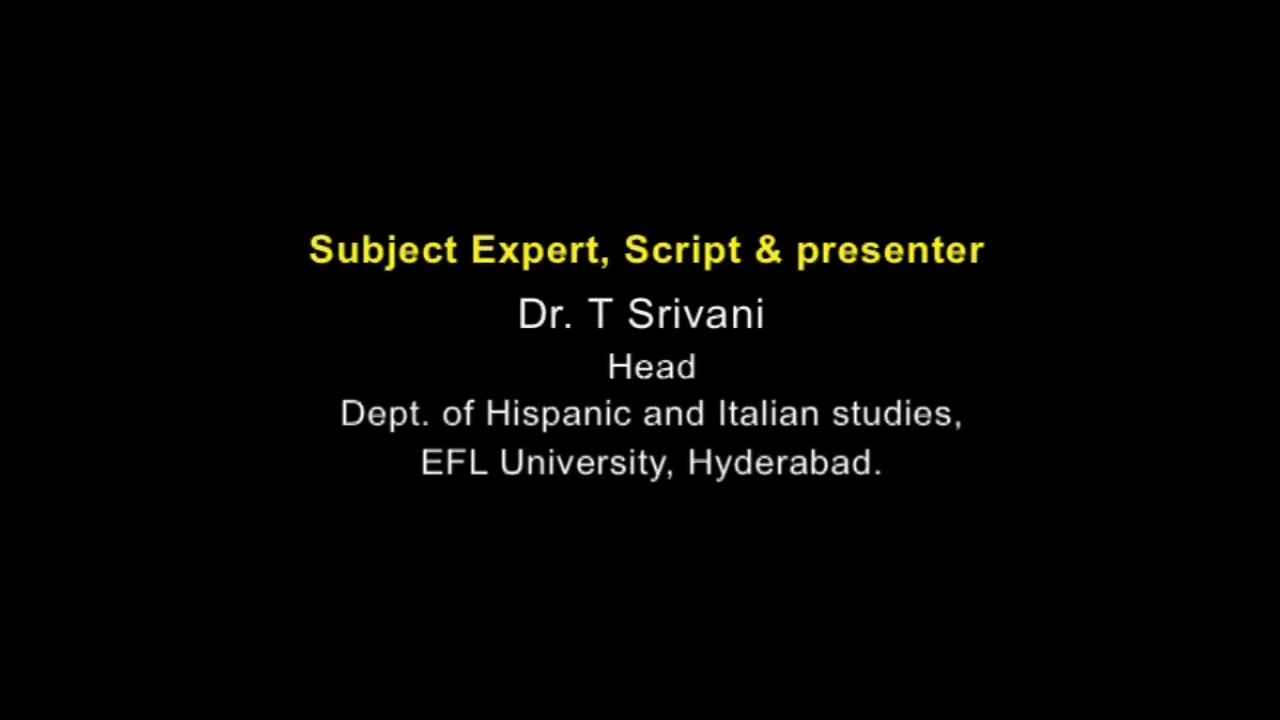 Subject Expert, Script & presenter
Dr. T Srivani
Head
Dept. of Hispanic and Italian studies,
EFL University, Hyderabad.